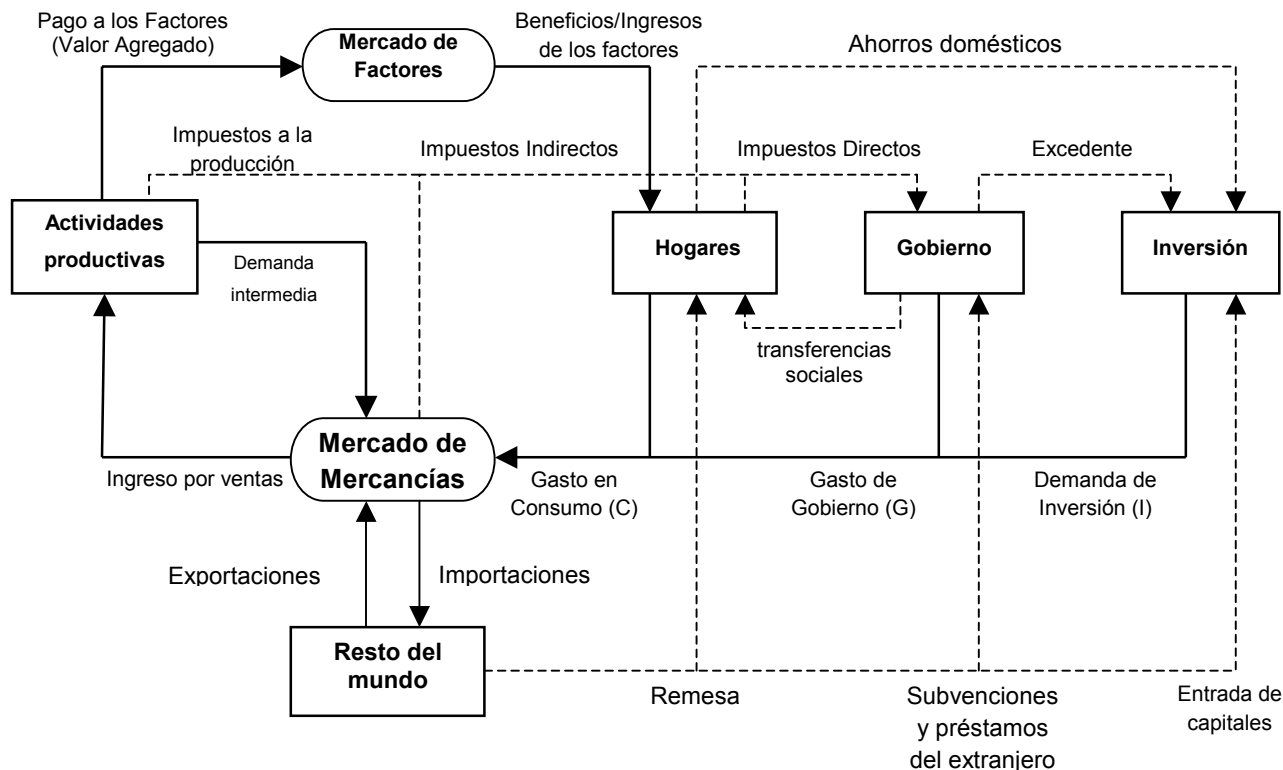 Pago a los Factores
(Valor Agregado)
Mercado de
Factores
Beneficios/Ingresos
de los factores
Ahorros domésticos
Impuestos a la
producción
Impuestos Indirectos
Impuestos Directos
Excedente
Actividades
productivas
Demanda
intermedia
Hogares
Gobierno
Inversión
transferencias
sociales
Mercado de
Mercancías
Ingreso por ventas
Gasto en
Consumo (C)
Gasto de
Gobierno (G)
Demanda de
Inversión (I)
Exportaciones
Importaciones
Resto del
mundo
Remesa
Subvenciones
y préstamos
del extranjero
Entrada de
capitales